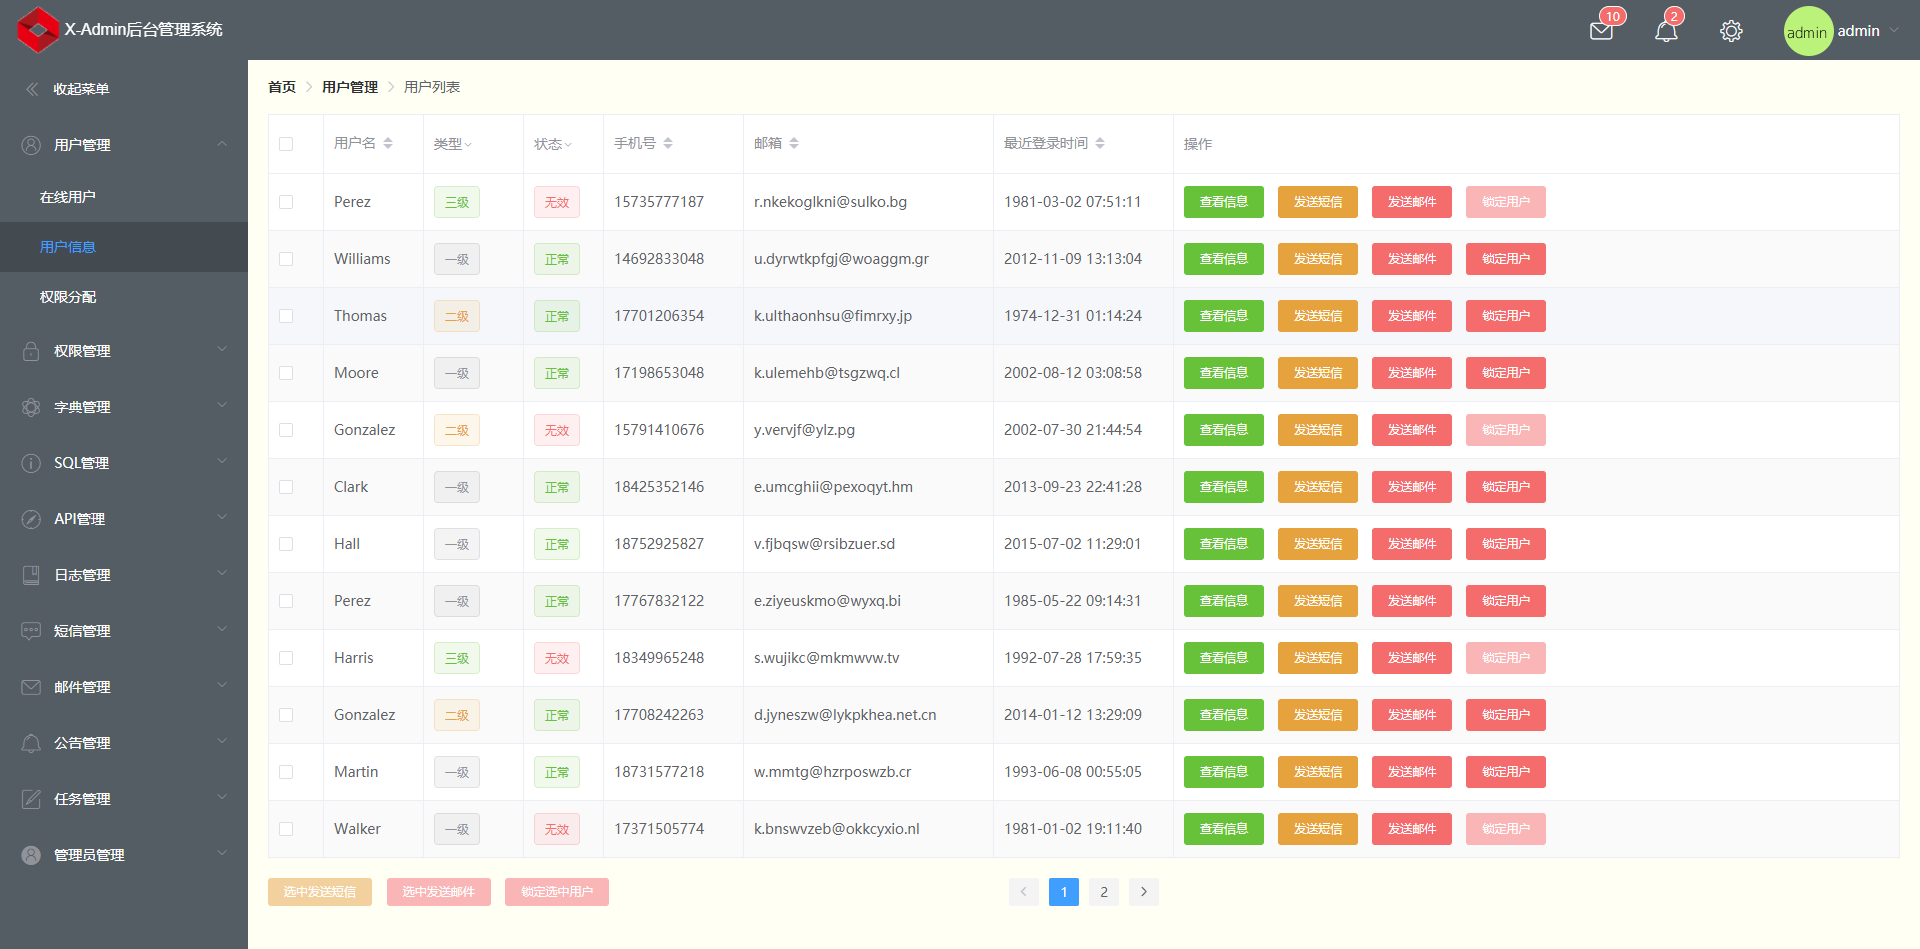 X-Admin后台管理系统
10
2
admin
admin
收起菜单
用户管理
在线用户
用户信息
权限分配
权限管理
字典管理
SQL管理
API管理
日志管理
短信管理
邮件管理
公告管理
任务管理
管理员管理
首页 用户管理 用户列表
用户名 类型 状态 手机号 邮箱 最近登录时间 操作
Perez 三级 无效 15735777187 r.nkekoglkni@sulko.bg 1981-03-02 07:51:11 查看信息 发送短信 发送邮件 锁定用户
Williams 一级 正常 14692833048 u.dyrwtkpfgj@woaggm.gr 2012-11-09 13:13:04 查看信息 发送短信 发送邮件 锁定用户
Thomas 二级 正常 17701206354 k.ulthaonhsu@fimrxy.jp 1974-12-31 01:14:24 查看信息 发送短信 发送邮件 锁定用户
Moore 一级 正常 17198653048 k.ulemehb@tsgzwq.cl 2002-08-12 03:08:58 查看信息 发送短信 发送邮件 锁定用户
Gonzalez 二级 无效 15791410676 y.vervjf@ylz.pg 2002-07-30 21:44:54 查看信息 发送短信 发送邮件 锁定用户
Clark 一级 正常 18425352146 e.umcghii@pexoqyt.hm 2013-09-23 22:41:28 查看信息 发送短信 发送邮件 锁定用户
Hall 一级 正常 18752925827 v.fjbqsw@rsibzuer.sd 2015-07-02 11:29:01 查看信息 发送短信 发送邮件 锁定用户
Perez 一级 正常 17767832122 e.ziyeuskmo@wyxq.bi 1985-05-22 09:14:31 查看信息 发送短信 发送邮件 锁定用户
Harris 三级 无效 18349965248 s.wujikc@mkmwvw.tv 1992-07-28 17:59:35 查看信息 发送短信 发送邮件 锁定用户
Gonzalez 二级 正常 17708242263 d.jyneszw@lykpkhea.net.cn 2014-01-12 13:29:09 查看信息 发送短信 发送邮件 锁定用户
Martin 一级 正常 18731577218 w.mmtg@hzrposwzb.cr 1993-06-08 00:55:05 查看信息 发送短信 发送邮件 锁定用户
Walker 一级 无效 17371505774 k.bnswvzeb@okkcyxio.nl 1981-01-02 19:11:40 查看信息 发送短信 发送邮件 锁定用户
选中发送短信 选中发送邮件 锁定选中用户 1 2